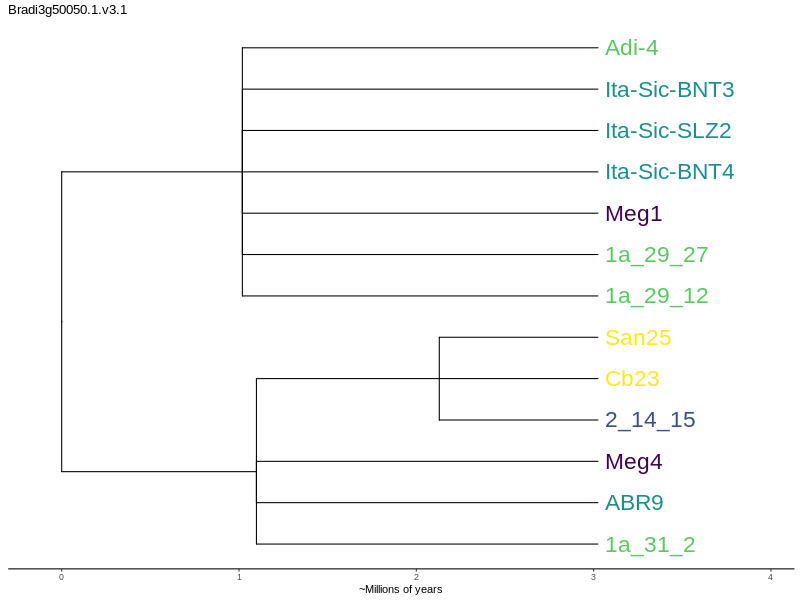 Bradi3g50050.1.v3.1
Adi-4
Ita-Sic-BNT3
Ita-Sic-SLZ2
Ita-Sic-BNT4
Meg1
1a_29_27
1a_29_12
San25
Cb23
2_14_15
Meg4
ABR9
1a_31_2
0 1 2 3 4
~Millions of years